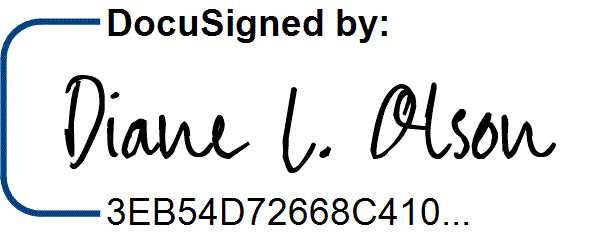 DocuSigned by:
Diane L. Olson
3EB54D72668C410...